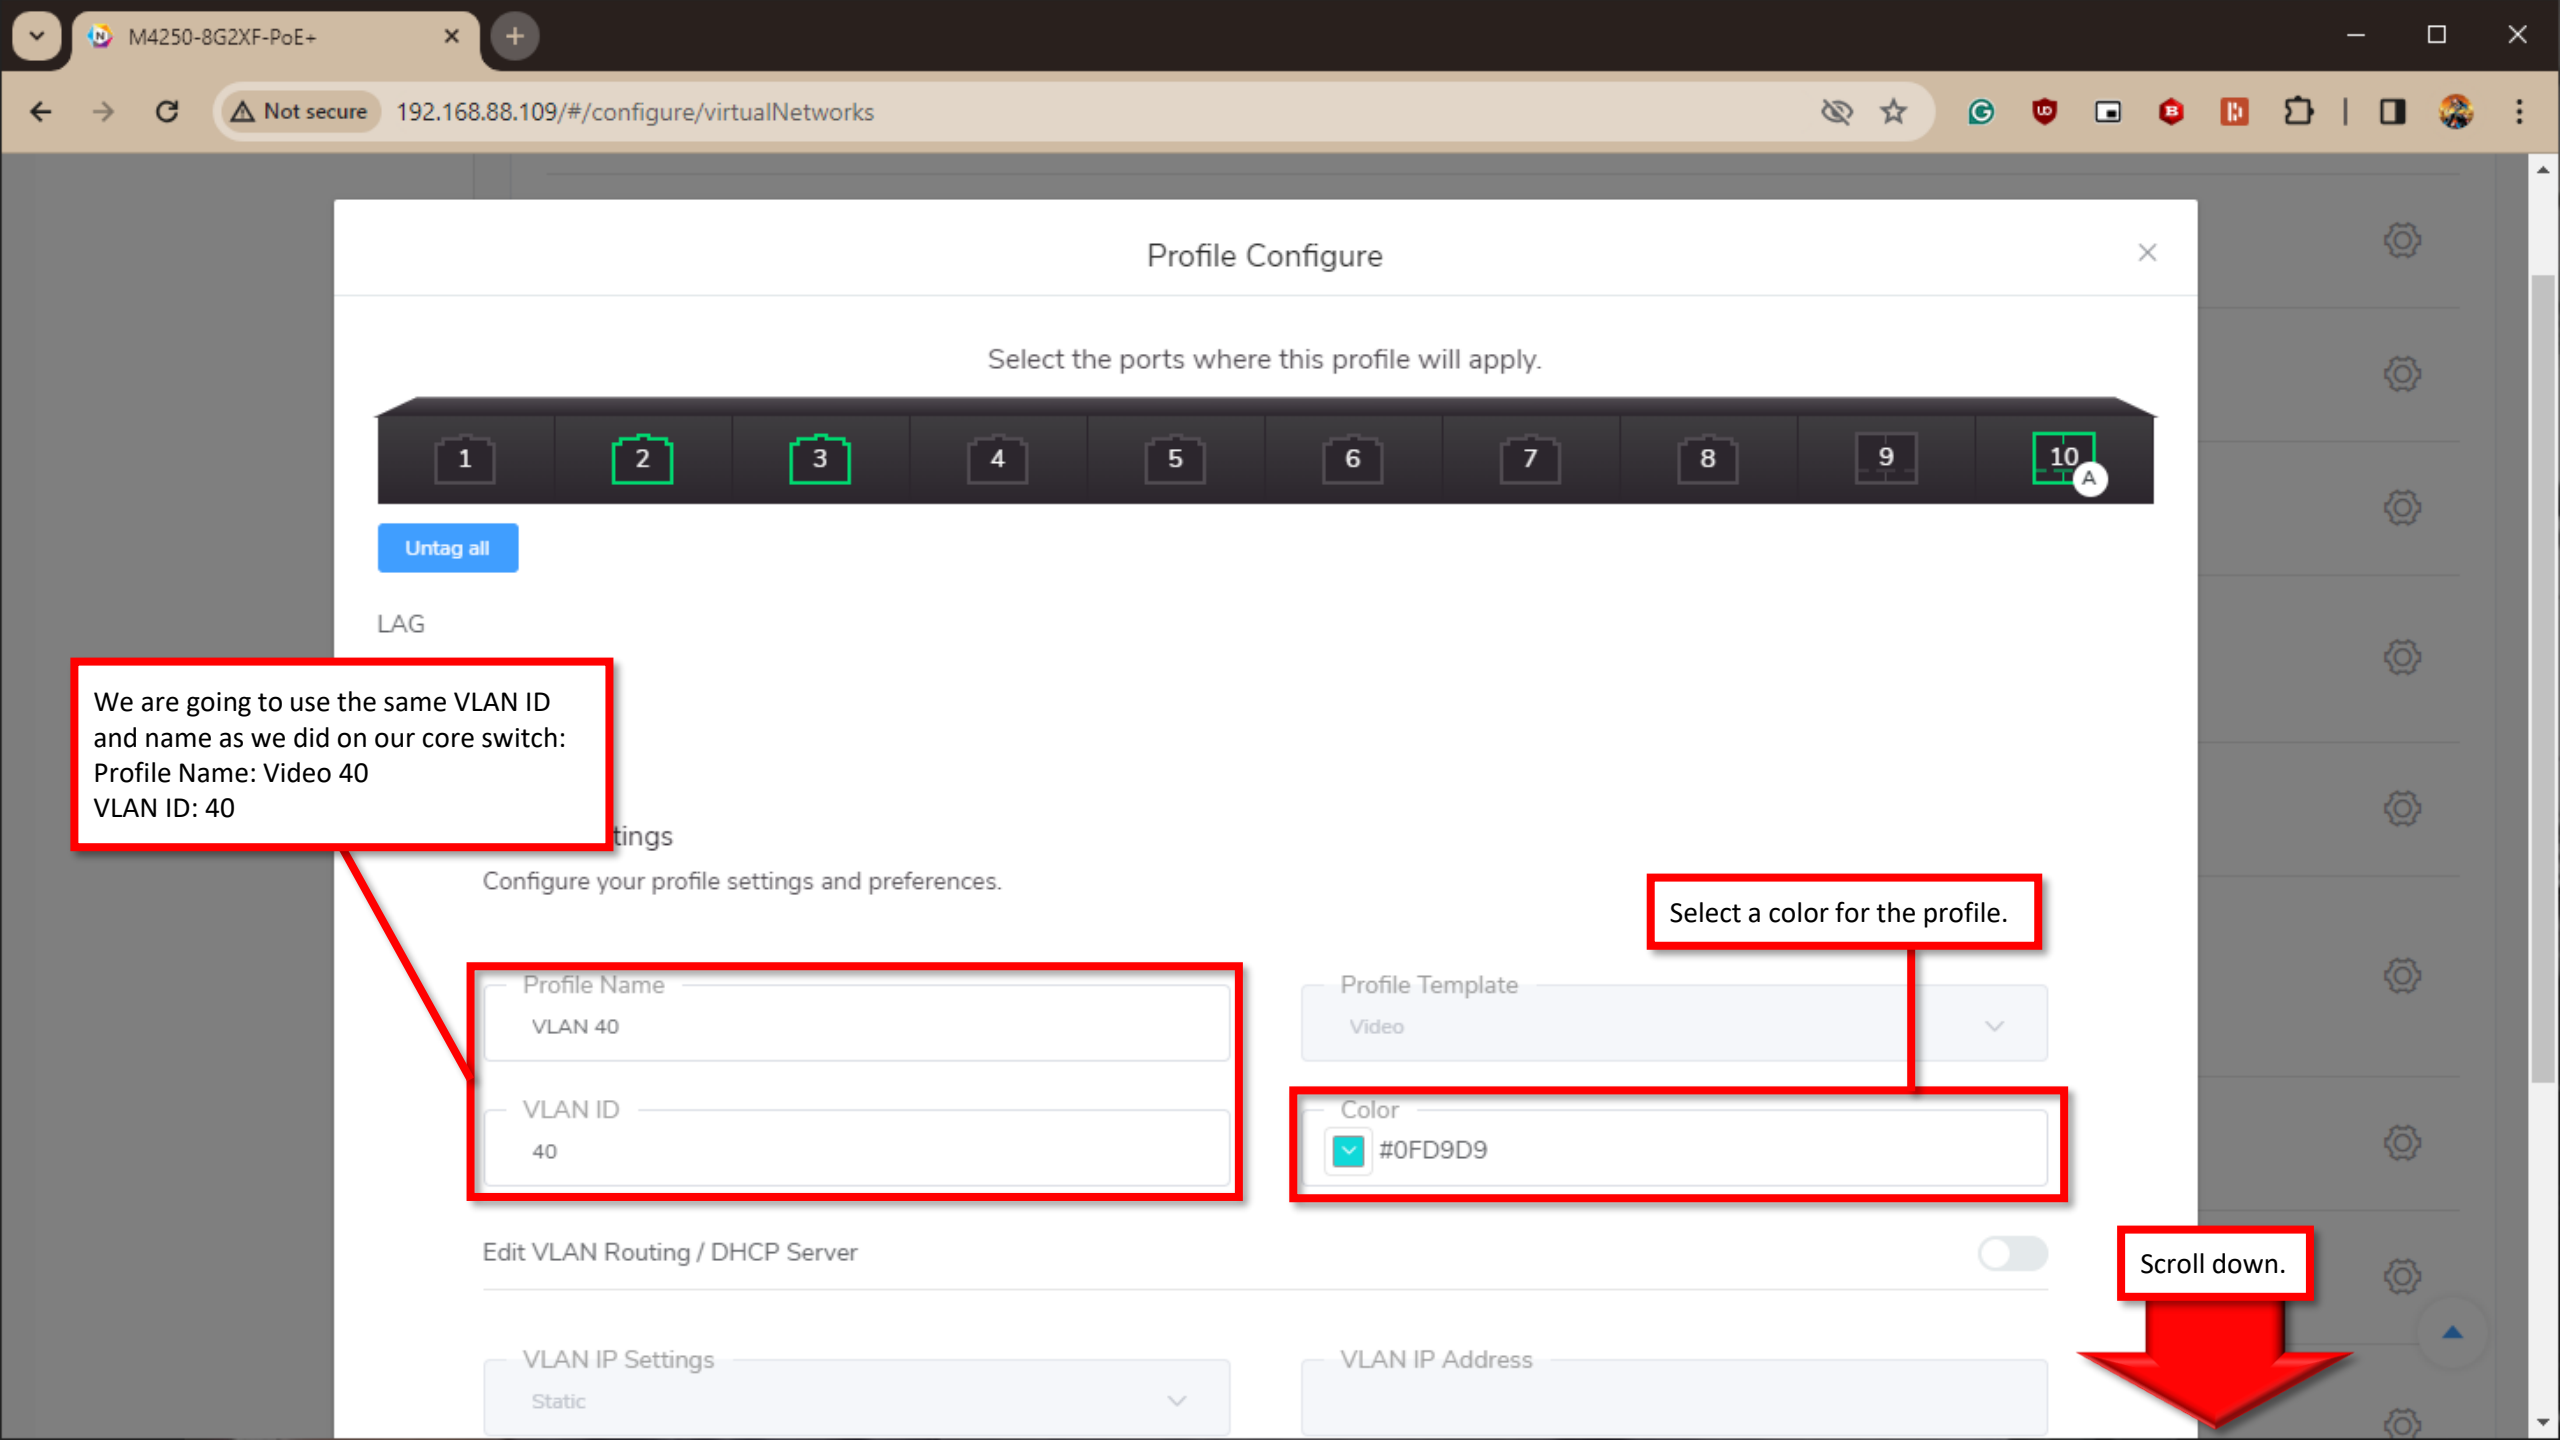 M4250-8G2XF-PoE+
Not secure 192.168.88.109/#/configure/virtualNetworks
Profile Configure
Select the ports where this profile will apply.
1 2 3 4 5 6 7 8 9 10 A
Untag all
LAG
We are going to use the same VLAN ID
and name as we did on our core switch:
Profile Name: Video 40
VLAN ID: 40
tings
Configure your profile settings and preferences.
Select a color for the profile.
Profile Name
VLAN 40
Profile Template
Video
VLAN ID
40
Color
#0FD9D9
Edit VLAN Routing / DHCP Server
Scroll down.
VLAN IP Settings
Static
VLAN IP Address